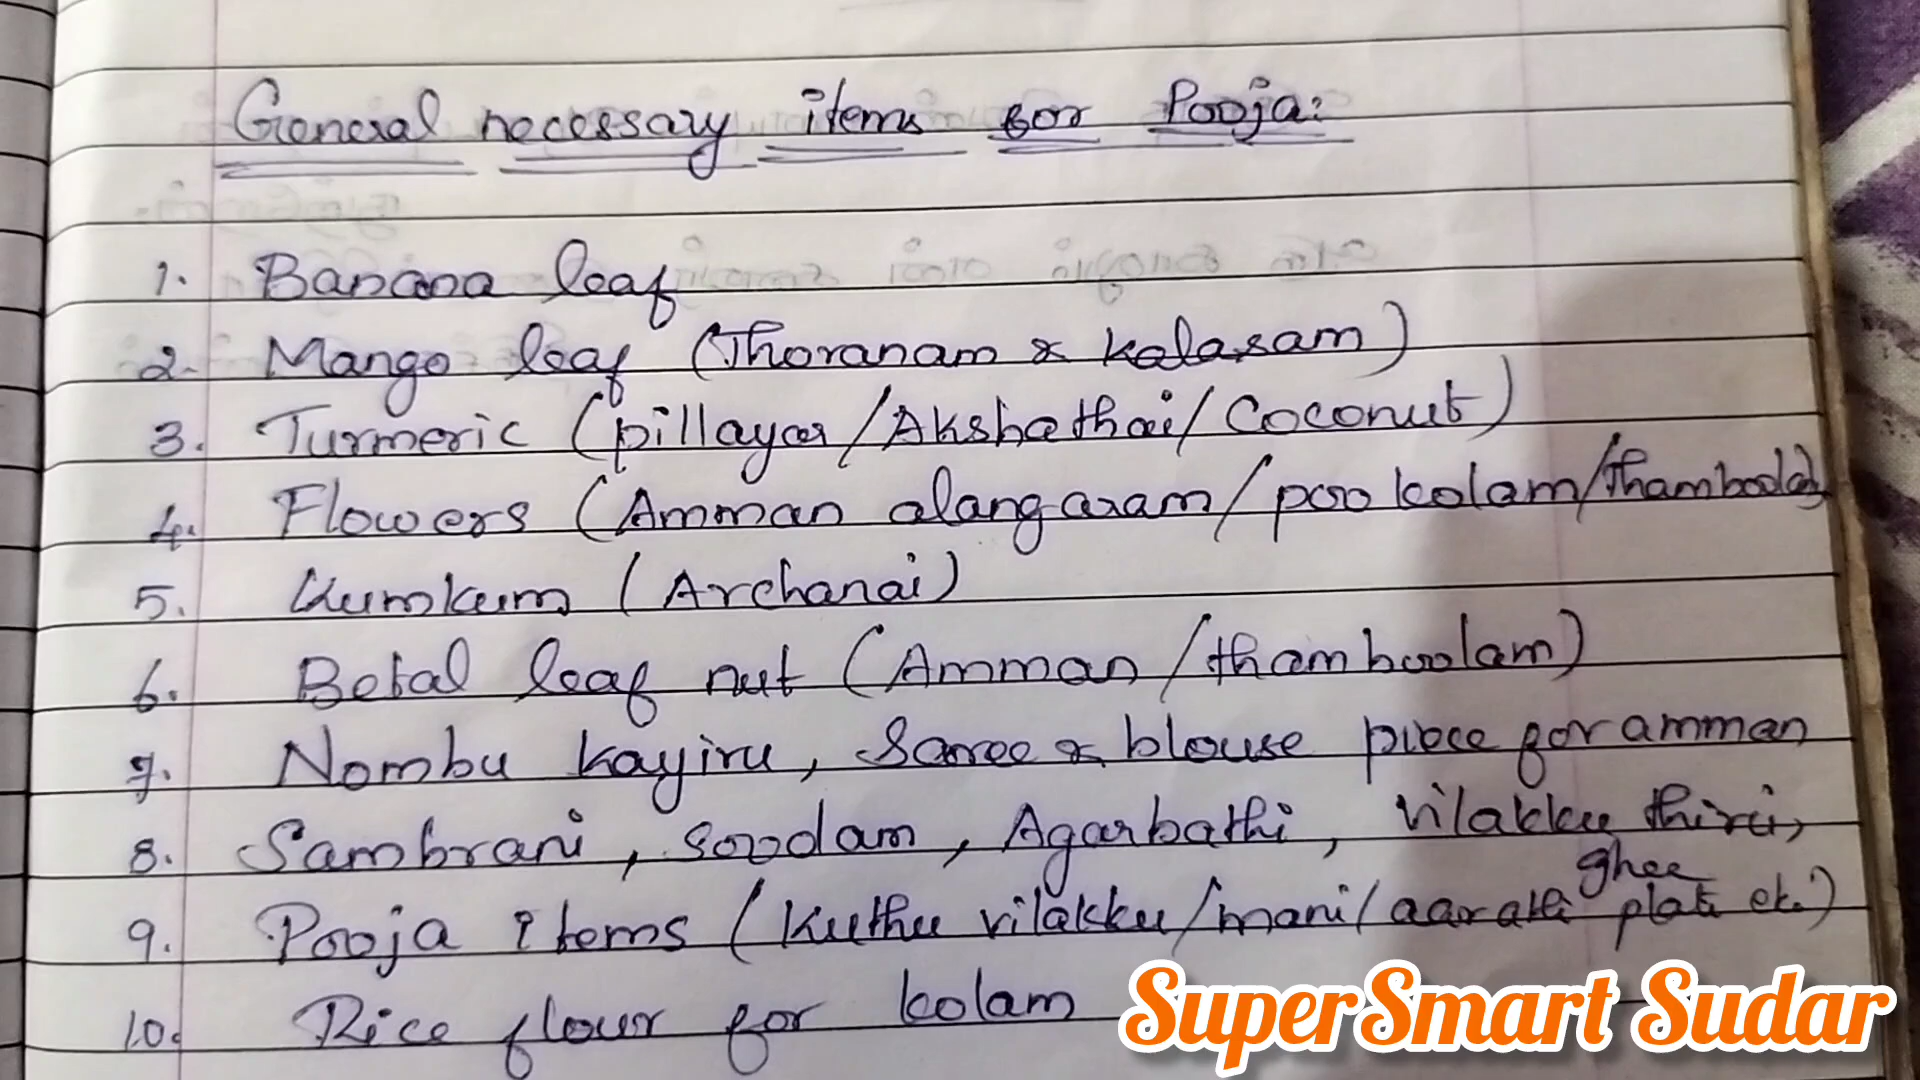 General necessary items for Pooja:
1. Banana leaf
2. Mango leaf (Thoranam & kalasam)
3. Turmeric (pillayar/Akshathai/Coconut)
4. Flowers (Amman alangaram/poo kolam/
5. Kumkum (Archanai)
6. Betal leaf nut (Amman/thamboolam)
7. Nombu kayiru, Saree & blouse piece for amman
8. Sambrani, soodam, Agarbathi, Vilakku thiri,
ghee
9. Pooja items (Kuthu vilakku/mani/aarathi plate etc.)
10. Rice flour for kolam
SuperSmart Sudar